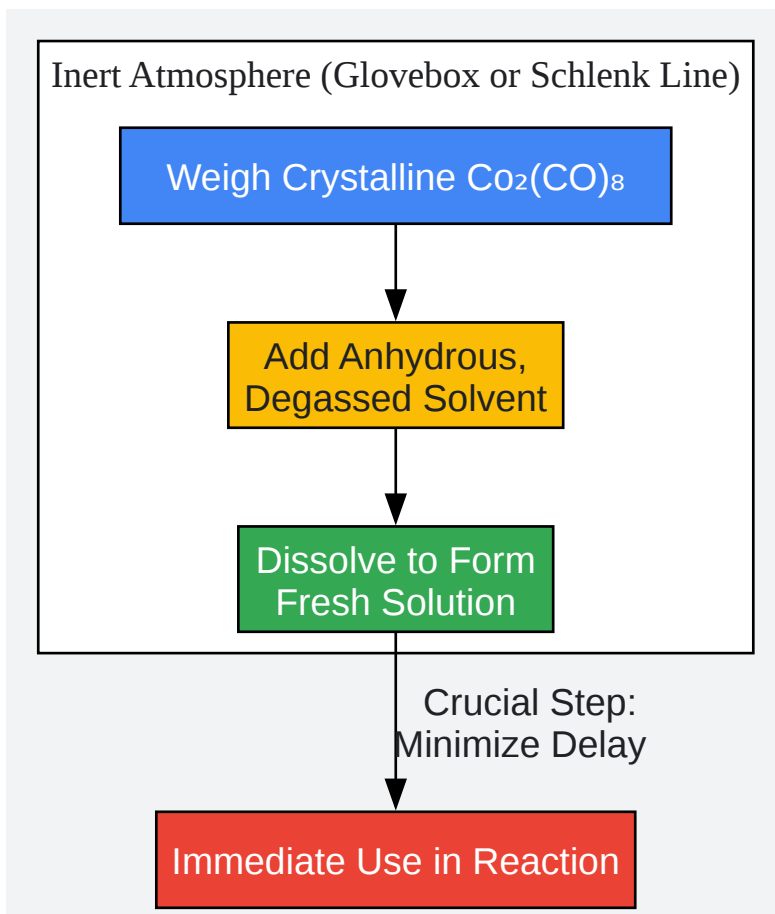 Inert Atmosphere (Glovebox or Schlenk Line)
Weigh Crystalline Co₂(CO)₈
Add Anhydrous,
Degassed Solvent
Dissolve to Form
Fresh Solution
Crucial Step:
Minimize Delay
Immediate Use in Reaction